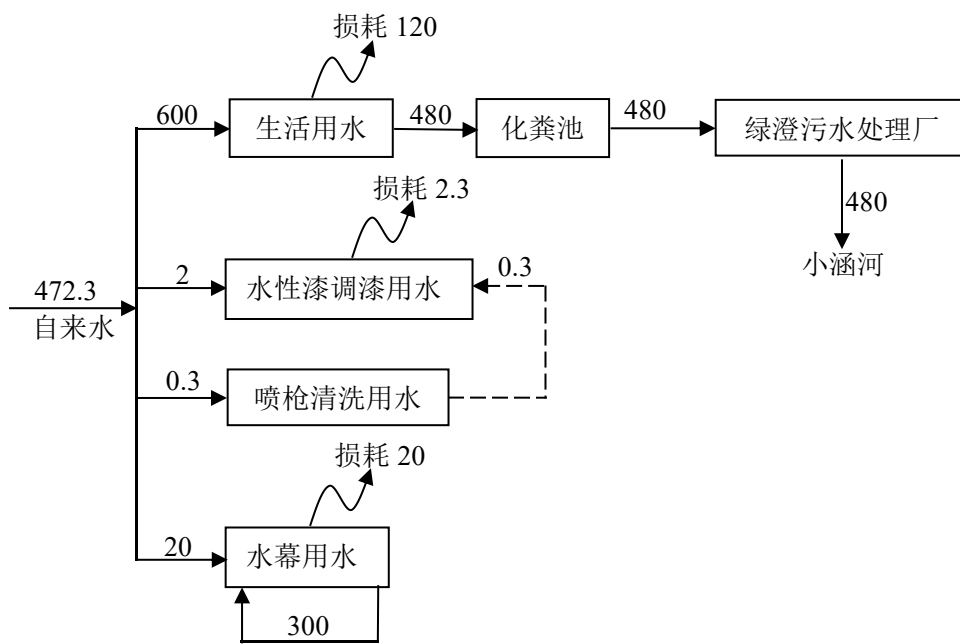 损耗 120
600
生活用水
480
化粪池
480
绿澄污水处理厂
480
小涵河
损耗 2.3
472.3
自来水
2
水性漆调漆用水
0.3
0.3
喷枪清洗用水
损耗 20
20
水幕用水
300